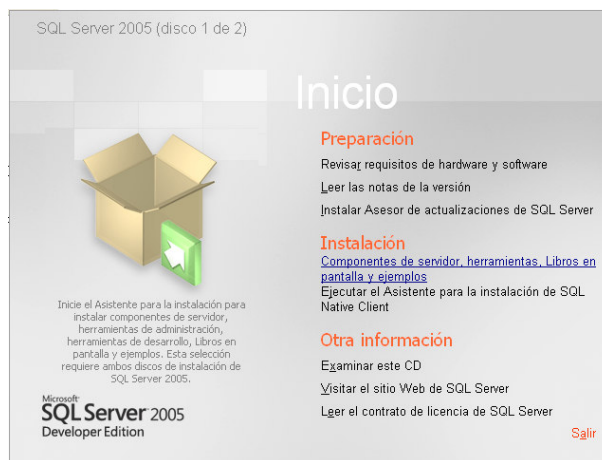 SQL Server 2005 (disco 1 de 2)
Inicio
Preparación
Revisar requisitos de hardware y software
Leer las notas de la versión
Instalar Asesor de actualizaciones de SQL Server
Instalación
Componentes de servidor, herramientas, Libros en
pantalla y ejemplos
Ejecutar el Asistente para la instalación de SQL
Native Client
Otra información
Examinar este CD
Visitar el sitio Web de SQL Server
Leer el contrato de licencia de SQL Server
Salir
Inicie el Asistente para la instalación para
instalar componentes de servidor,
herramientas de administración,
herramientas de desarrollo, Libros en
pantalla y ejemplos. Esta selección
requiere ambos discos de instalación de
SQL Server 2005.
Microsoft
SQL Server 2005
Developer Edition